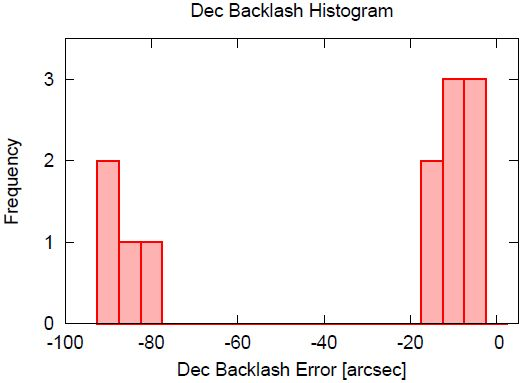 Dec Backlash Histogram
3
2
1
0
Frequency
-100 -80 -60 -40 -20 0
Dec Backlash Error [arcsec]